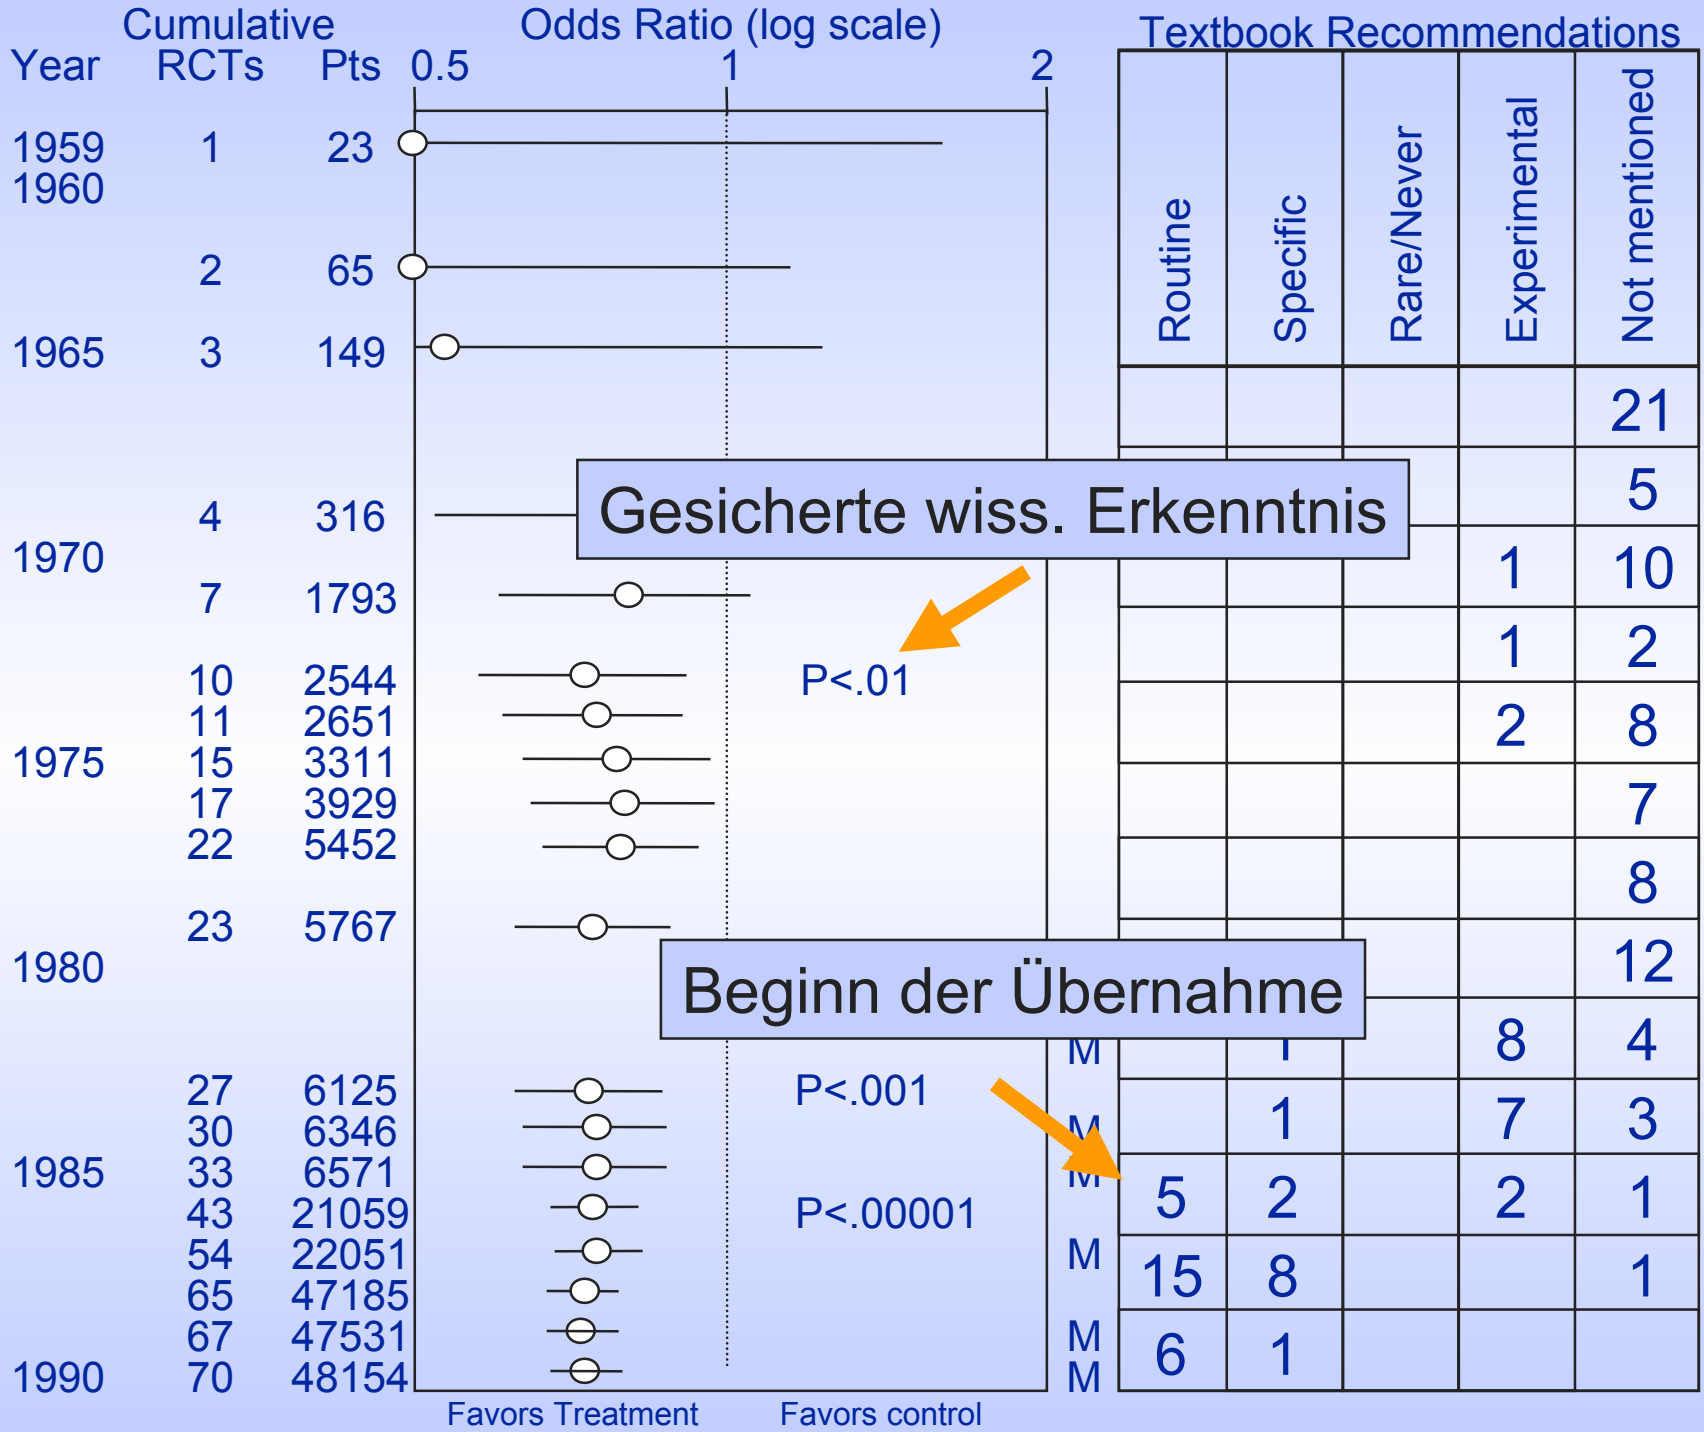 Cumulative Odds Ratio (log scale) Textbook Recommendations
Year RCTs Pts 0.5 1 2
Routine Specific Rare/Never Experimental Not mentioned
1959 1 23
1960
2 65
1965 3 149
21
5
4 316
Gesicherte wiss. Erkenntnis
1970
1 10
7 1793
1 2
10 2544 P<.01
11 2651
2 8
1975 15 3311
17 3929
7
22 5452
8
23 5767
12
1980
Beginn der Übernahme
M 1 8 4
27 6125 P<.001
1 7 3
30 6346 M
1985 33 6571 M
5 2 2 1
43 21059 P<.00001
54 22051 M
15 8 1
65 47185
67 47531 M
6 1
1990 70 48154 M
Favors Treatment Favors control